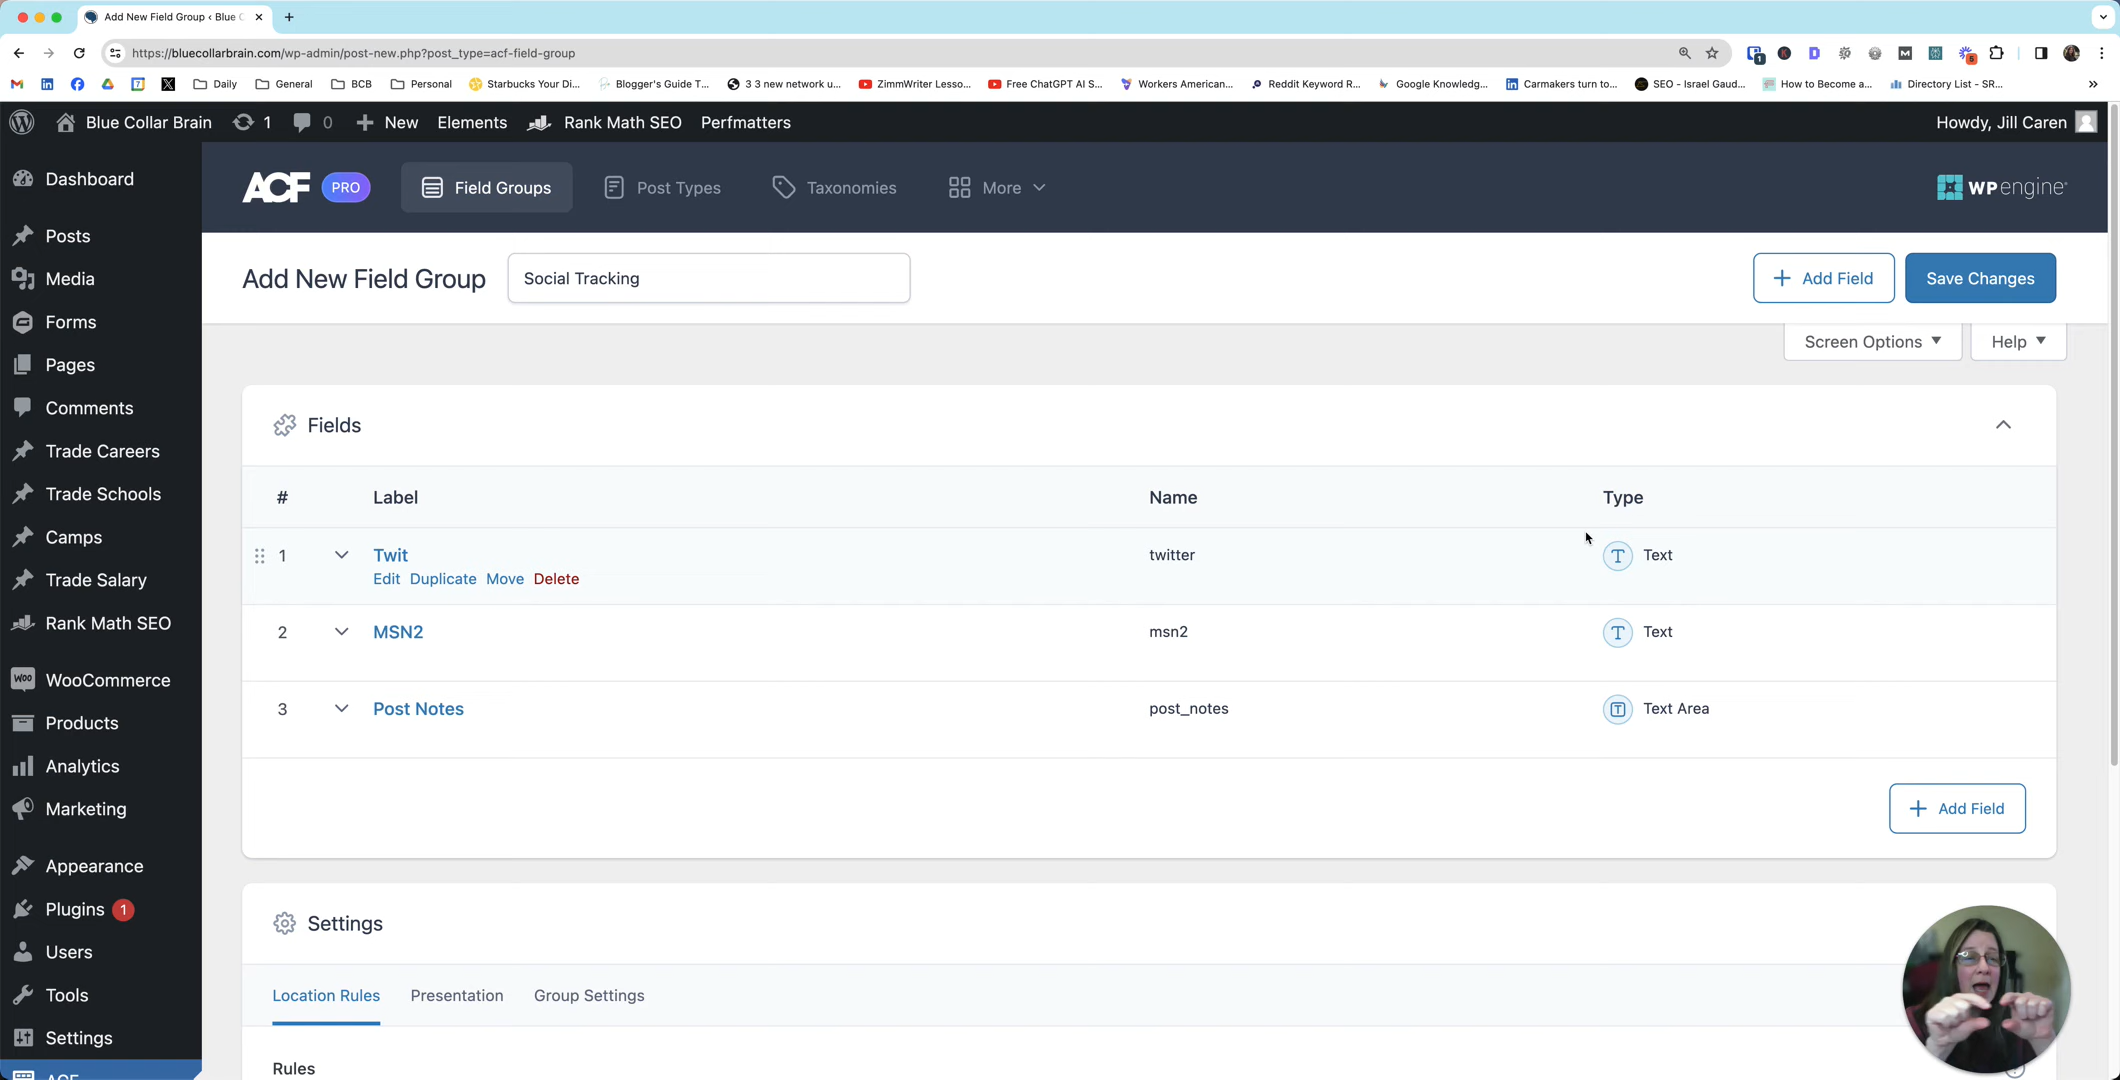 Add New Field Group ‹ Blue C
https://bluecollarbrain.com/wp-admin/post-new.php?post_type=acf-field-group
Daily General BCB Personal Starbucks Your Di... Blogger's Guide T... 3 3 new network u... ZimmWriter Lesso... Free ChatGPT AI S... Workers American... Reddit Keyword R... Google Knowledg... Carmakers turn to... SEO - Israel Gaud... How to Become a... Directory List - SR... »
Blue Collar Brain 1 0 New Elements Rank Math SEO Perfmatters Howdy, Jill Caren
Dashboard
Posts
Media
Forms
Pages
Comments
Trade Careers
Trade Schools
Camps
Trade Salary
Rank Math SEO
WooCommerce
Products
Analytics
Marketing
Appearance
Plugins 1
Users
Tools
Settings
ACF
ACF PRO Field Groups Post Types Taxonomies More WP engine
Add New Field Group Social Tracking + Add Field Save Changes
Screen Options Help
Fields
# Label Name Type
1 Twit twitter Text
Edit Duplicate Move Delete
2 MSN2 msn2 Text
3 Post Notes post_notes Text Area
+ Add Field
Settings
Location Rules Presentation Group Settings
Rules